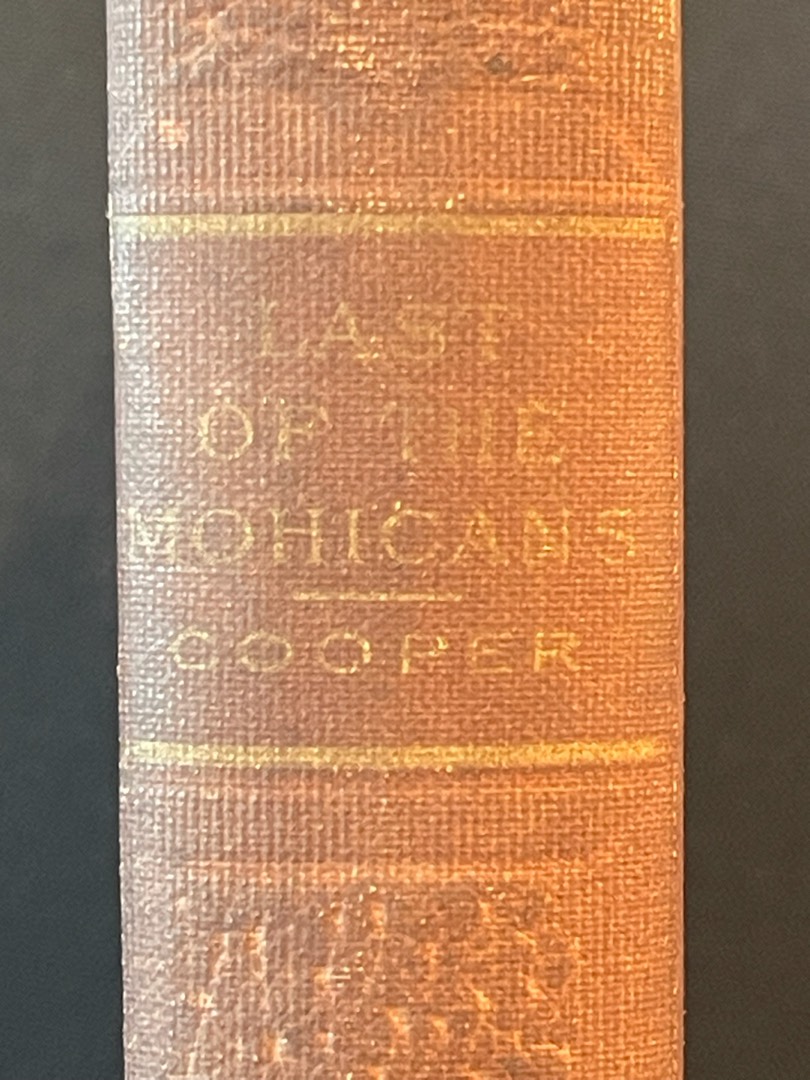 LAST
OF THE
MOHICANS
COOPER